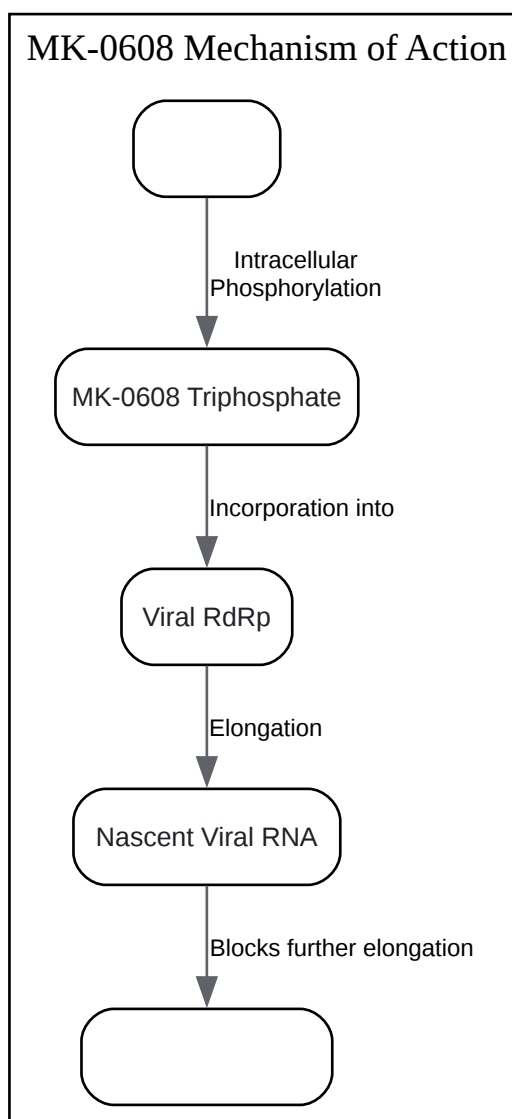 MK-0608 Mechanism of Action
Intracellular
Phosphorylation
MK-0608 Triphosphate
Incorporation into
Viral RdRp
Elongation
Nascent Viral RNA
Blocks further elongation